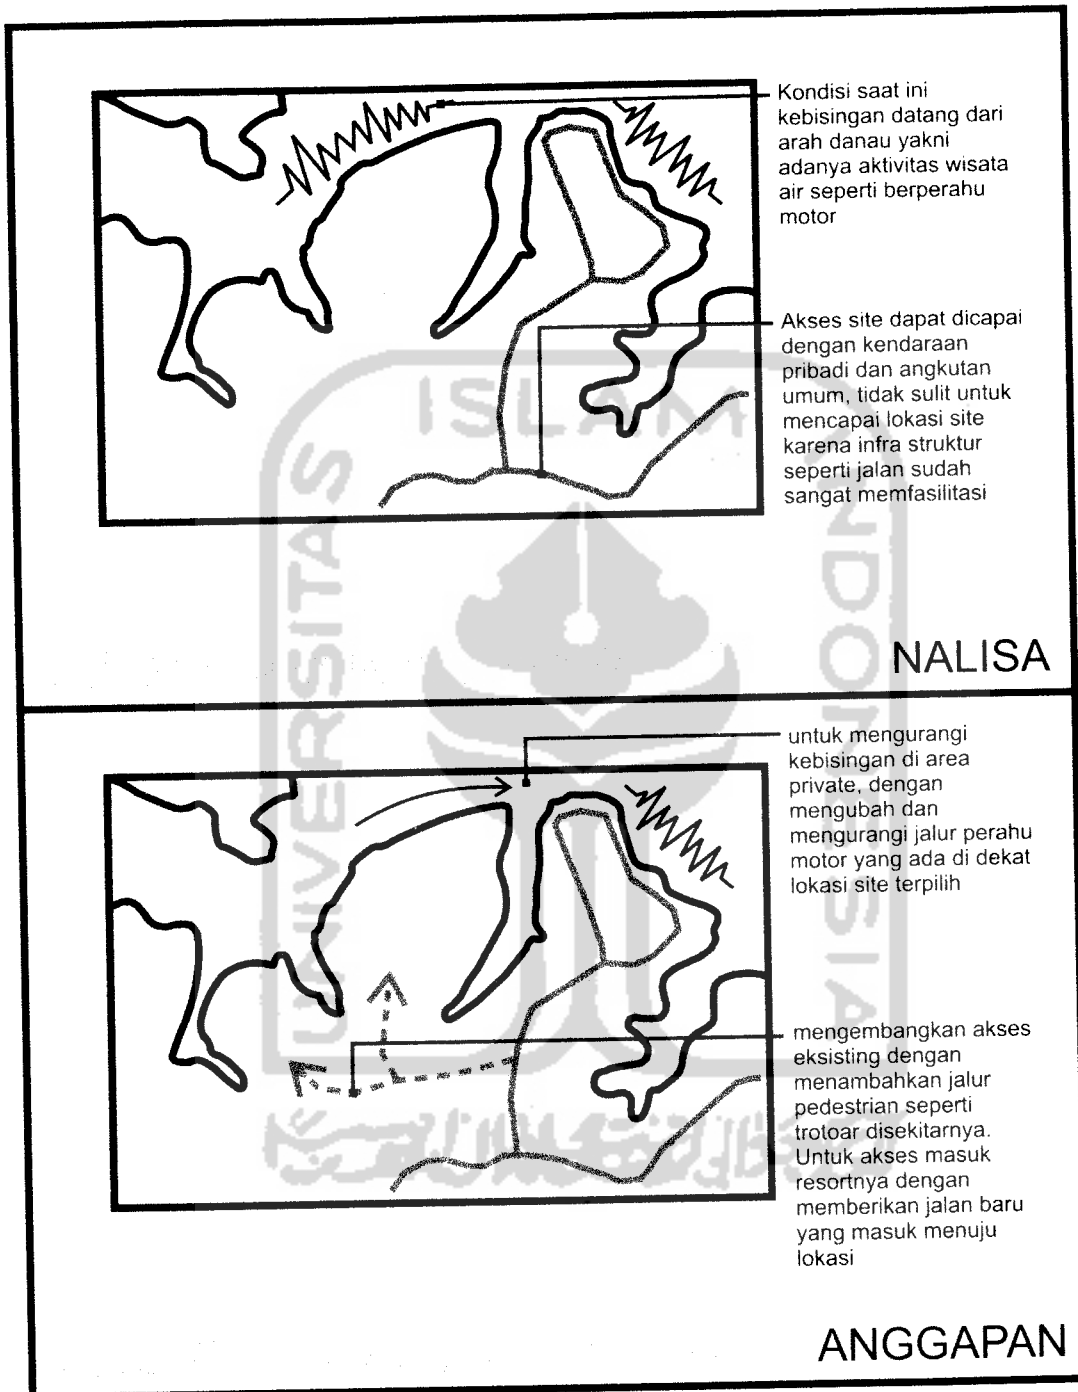 Kondisi saat ini
kebisingan datang dari
arah danau yakni
adanya aktivitas wisata
air seperti berperahu
motor
Akses site dapat dicapai
dengan kendaraan
pribadi dan angkutan
umum, tidak sulit untuk
mencapai lokasi site
karena infra struktur
seperti jalan sudah
sangat memfasilitasi
NALISA
untuk mengurangi
kebisingan di area
private, dengan
mengubah dan
mengurangi jalur perahu
motor yang ada di dekat
lokasi site terpilih
mengembangkan akses
eksisting dengan
menambahkan jalur
pedestrian seperti
trotoar disekitarnya.
Untuk akses masuk
resortnya dengan
memberikan jalan baru
yang masuk menuju
lokasi
ANGGAPAN
UNIVERSITAS
ISLAM
INDONESIA